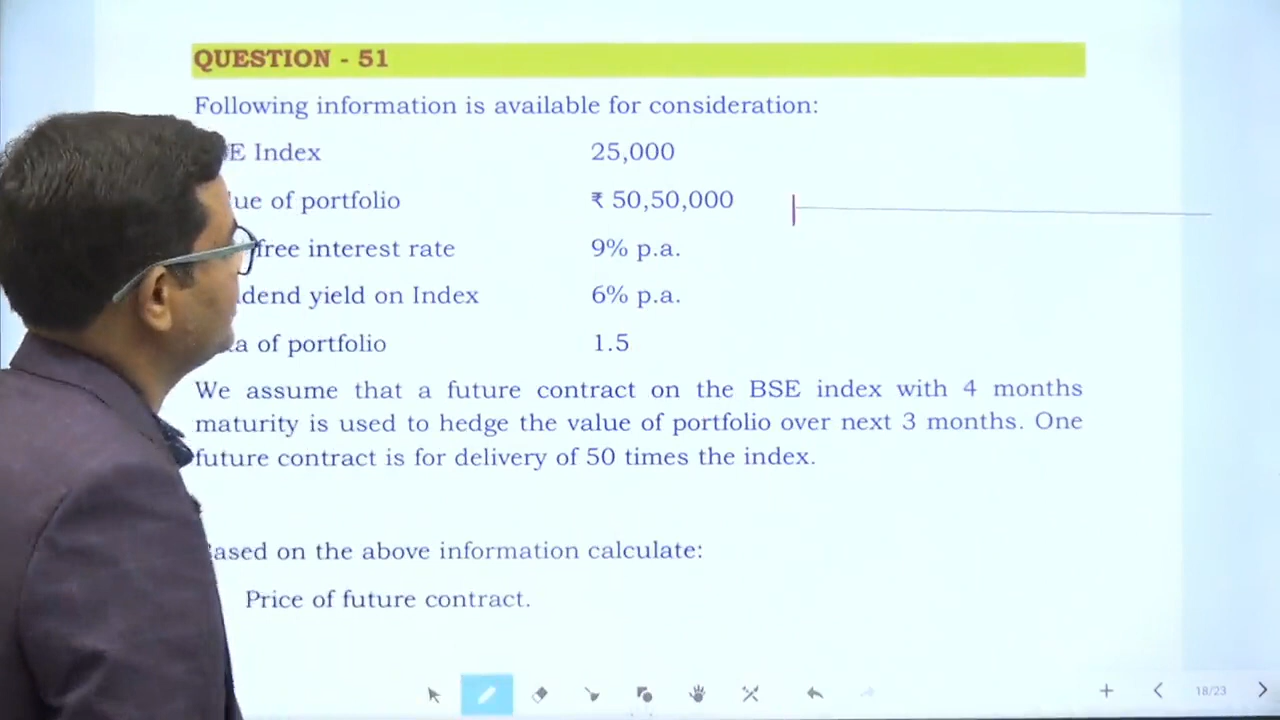 QUESTION - 51
Following information is available for consideration:
E Index 25,000
ue of portfolio ₹ 50,50,000
free interest rate 9% p.a.
dend yield on Index 6% p.a.
a of portfolio 1.5
We assume that a future contract on the BSE index with 4 months
maturity is used to hedge the value of portfolio over next 3 months. One
future contract is for delivery of 50 times the index.
ased on the above information calculate:
Price of future contract.
18/23